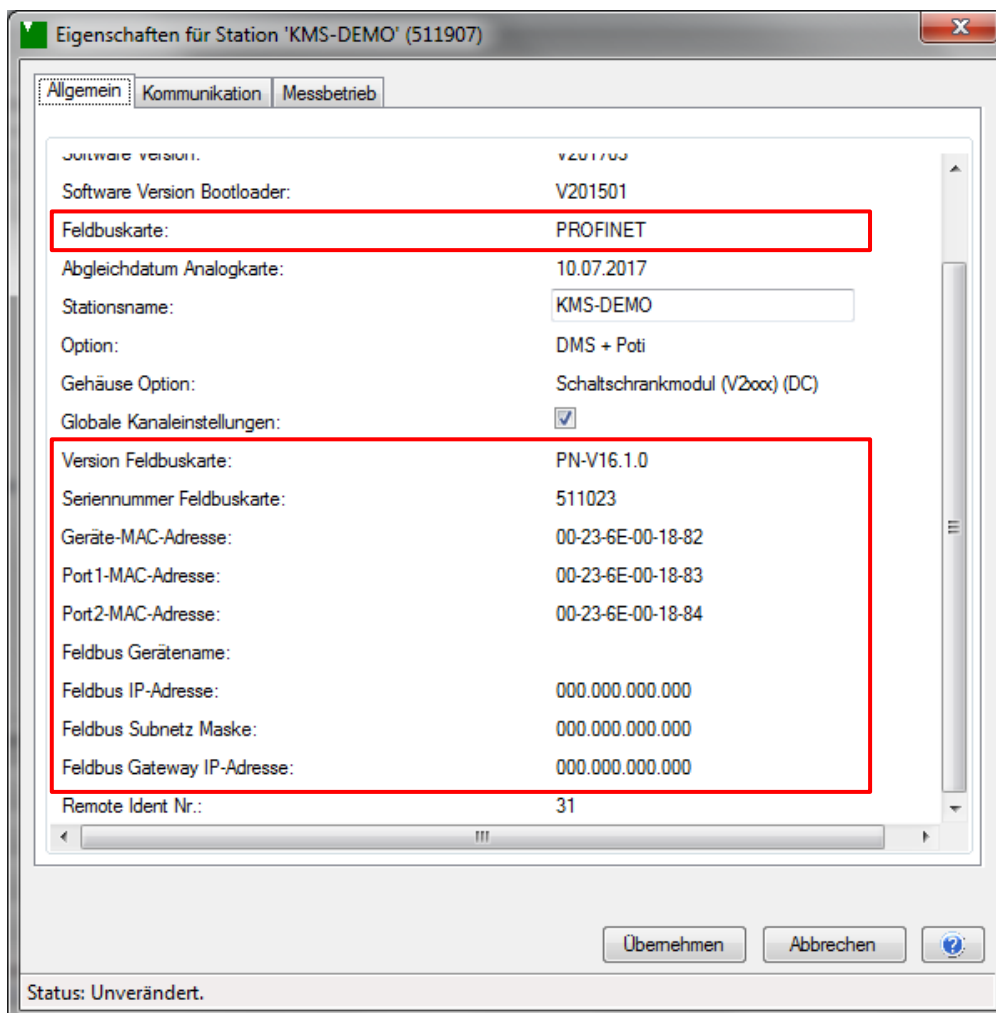 Eigenschaften für Station 'KMS-DEMO' (511907)
Allgemein Kommunikation Messbetrieb
Software Version: V201703
Software Version Bootloader: V201501
Feldbuskarte: PROFINET
Abgleichdatum Analogkarte: 10.07.2017
Stationsname: KMS-DEMO
Option: DMS + Poti
Gehäuse Option: Schaltschrankmodul (V2xxx) (DC)
Globale Kanaleinstellungen:
Version Feldbuskarte: PN-V16.1.0
Seriennummer Feldbuskarte: 511023
Geräte-MAC-Adresse: 00-23-6E-00-18-82
Port1-MAC-Adresse: 00-23-6E-00-18-83
Port2-MAC-Adresse: 00-23-6E-00-18-84
Feldbus Gerätename:
Feldbus IP-Adresse: 000.000.000.000
Feldbus Subnetz Maske: 000.000.000.000
Feldbus Gateway IP-Adresse: 000.000.000.000
Remote Ident Nr.: 31
Übernehmen Abbrechen
Status: Unverändert.